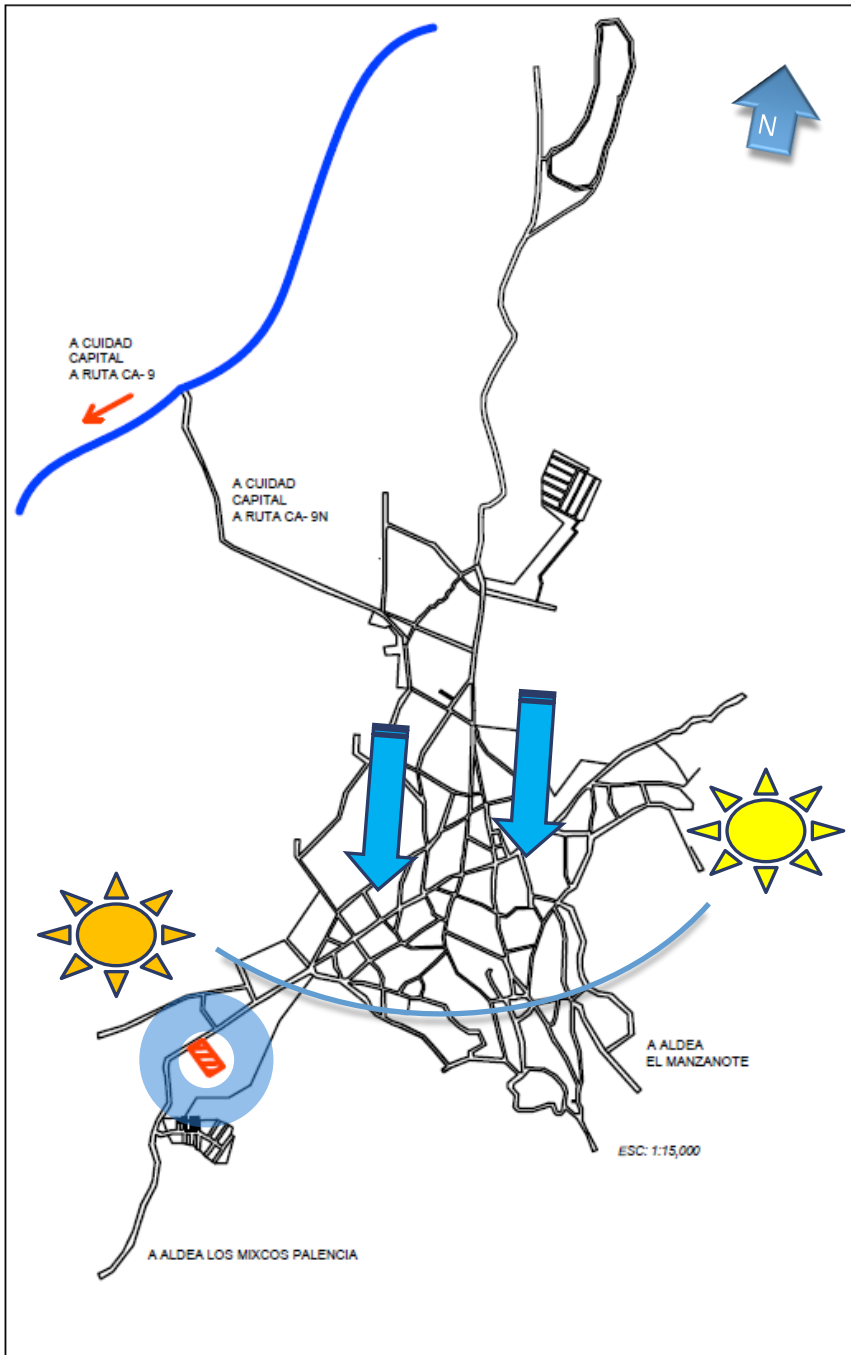 N
A CUIDAD
CAPITAL
A RUTA CA- 9
A CUIDAD
CAPITAL
A RUTA CA- 9N
A ALDEA
EL MANZANOTE
ESC: 1:15,000
A ALDEA LOS MIXCOS PALENCIA